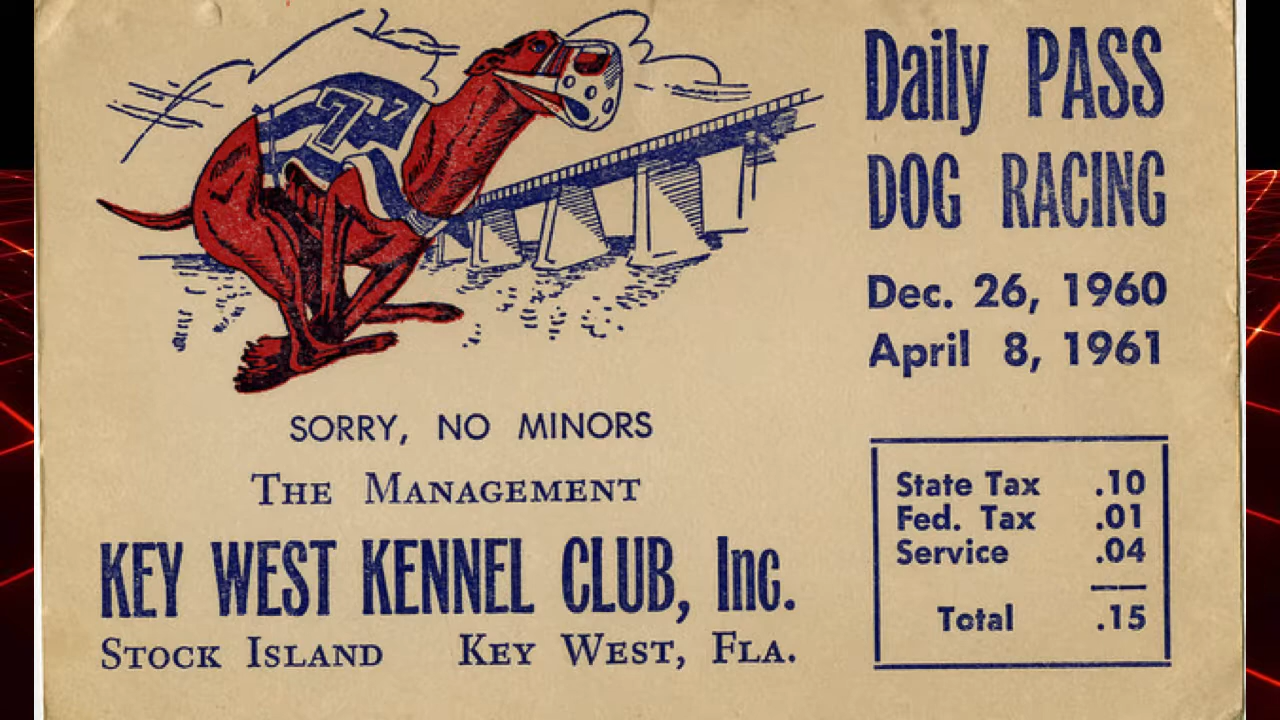 7
Daily PASS
DOG RACING
Dec. 26, 1960
April 8, 1961
SORRY, NO MINORS
The Management
KEY WEST KENNEL CLUB, Inc.
Stock Island Key West, Fla.
State Tax .10
Fed. Tax .01
Service .04
Total .15